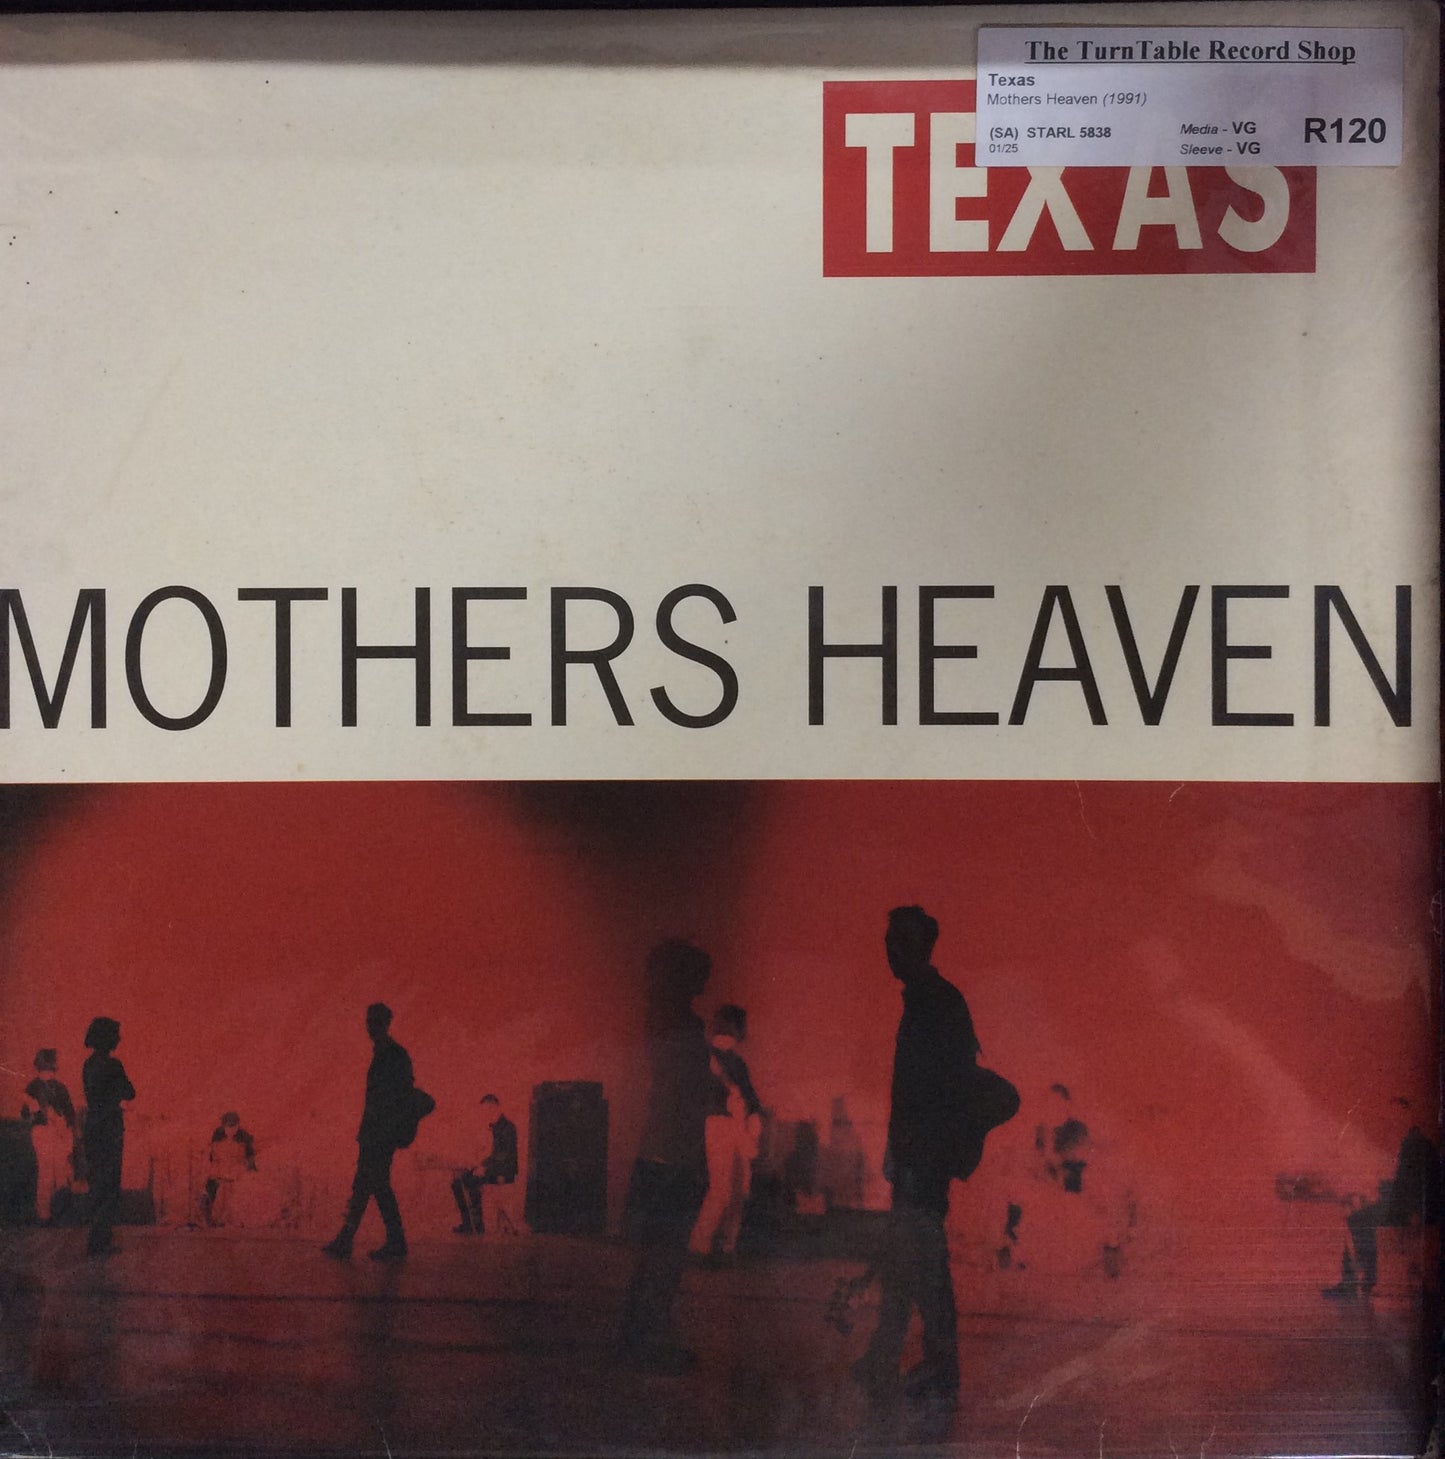 The TurnTable Record Shop
Texas
Mothers Heaven (1991)
(SA) STARL 5838 Media - VG R120
01/25 Sleeve - VG
TEXAS
MOTHERS HEAVEN